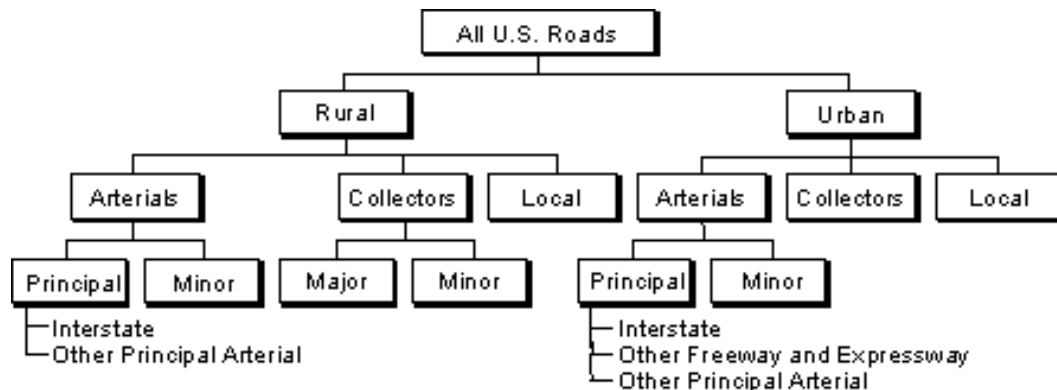 All U.S. Roads
Rural
Urban
Arterials
Collectors
Local
Arterials
Collectors
Local
Principal
Minor
Major
Minor
Principal
Minor
Interstate
Other Principal Arterial
Interstate
Other Freeway and Expressway
Other Principal Arterial